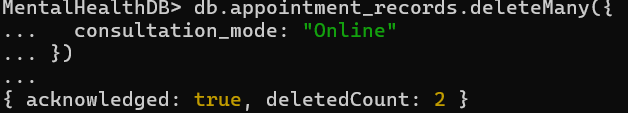 MentalHealthDB> db.appointment_records.deleteMany({
...   consultation_mode: "Online"
... })
...
{ acknowledged: true, deletedCount: 2 }